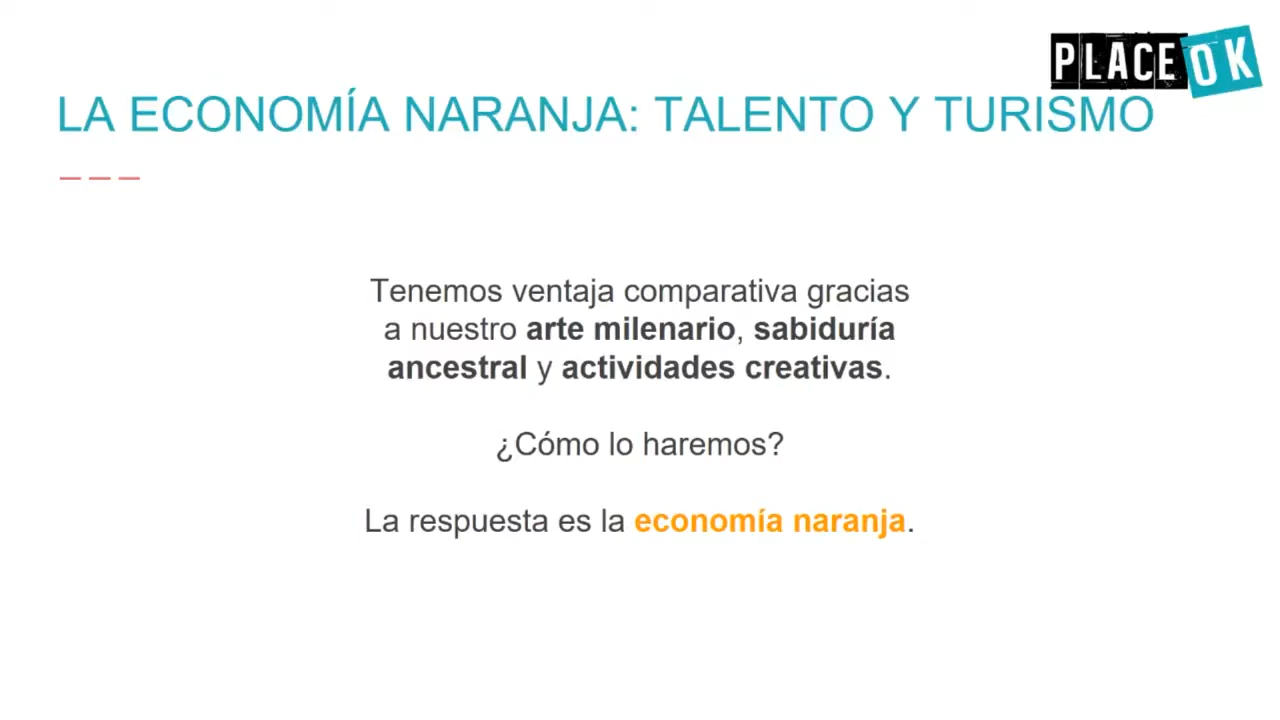 PLACE OK
LA ECONOMÍA NARANJA: TALENTO Y TURISMO
Tenemos ventaja comparativa gracias
a nuestro arte milenario, sabiduría
ancestral y actividades creativas.
¿Cómo lo haremos?
La respuesta es la economía naranja.